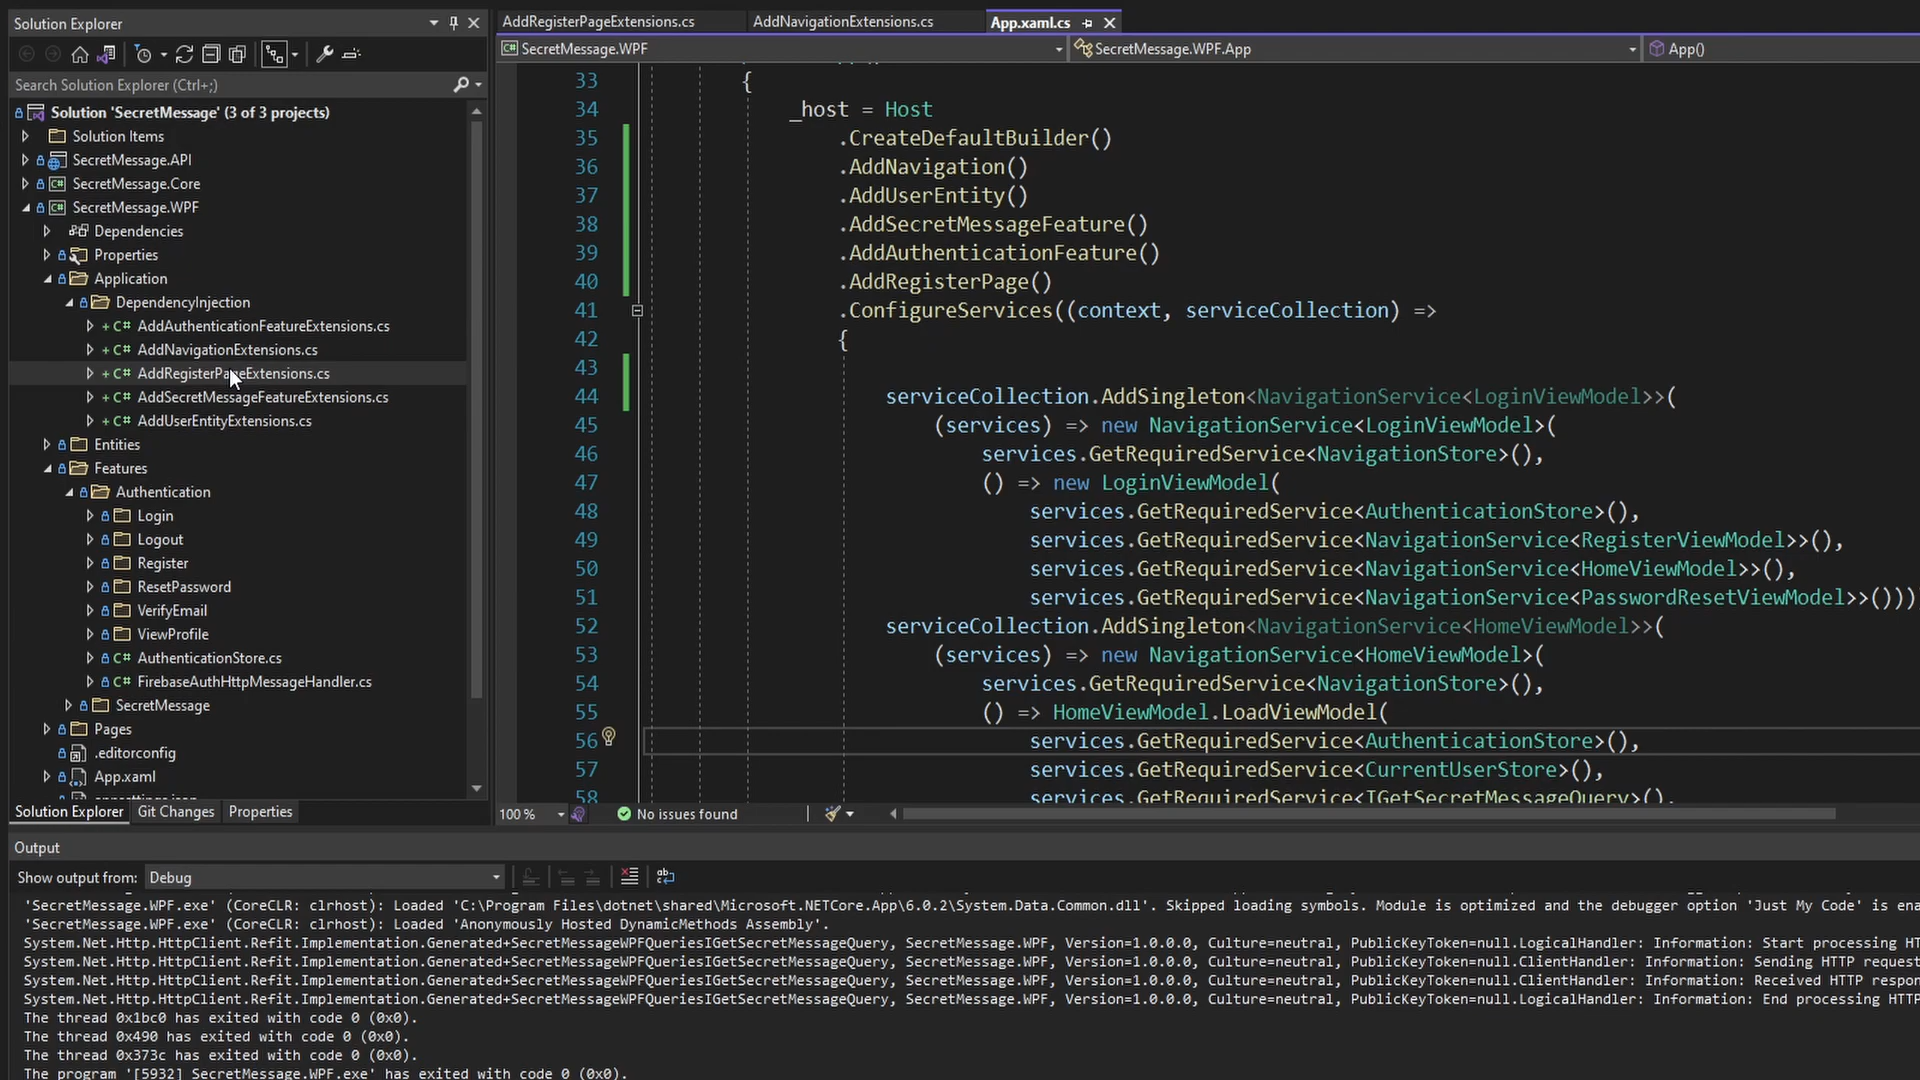 Solution Explorer
Search Solution Explorer (Ctrl+;)
Solution 'SecretMessage' (3 of 3 projects)
Solution Items
SecretMessage.API
SecretMessage.Core
SecretMessage.WPF
Dependencies
Properties
Application
DependencyInjection
+ C# AddAuthenticationFeatureExtensions.cs
+ C# AddNavigationExtensions.cs
+ C# AddRegisterPageExtensions.cs
+ C# AddSecretMessageFeatureExtensions.cs
+ C# AddUserEntityExtensions.cs
Entities
Features
Authentication
Login
Logout
Register
ResetPassword
VerifyEmail
ViewProfile
C# AuthenticationStore.cs
C# FirebaseAuthHttpMessageHandler.cs
SecretMessage
Pages
.editorconfig
App.xaml
Solution Explorer Git Changes Properties
AddRegisterPageExtensions.cs AddNavigationExtensions.cs App.xaml.cs
SecretMessage.WPF SecretMessage.WPF.App App()
33 {
34 _host = Host
35 .CreateDefaultBuilder()
36 .AddNavigation()
37 .AddUserEntity()
38 .AddSecretMessageFeature()
39 .AddAuthenticationFeature()
40 .AddRegisterPage()
41 .ConfigureServices((context, serviceCollection) =>
42 {
43
44 serviceCollection.AddSingleton<NavigationService<LoginViewModel>>(
45 (services) => new NavigationService<LoginViewModel>(
46 services.GetRequiredService<NavigationStore>(),
47 () => new LoginViewModel(
48 services.GetRequiredService<AuthenticationStore>(),
49 services.GetRequiredService<NavigationService<RegisterViewModel>>(),
50 services.GetRequiredService<NavigationService<HomeViewModel>>(),
51 services.GetRequiredService<NavigationService<PasswordResetViewModel>>()))
52 serviceCollection.AddSingleton<NavigationService<HomeViewModel>>(
53 (services) => new NavigationService<HomeViewModel>(
54 services.GetRequiredService<NavigationStore>(),
55 () => HomeViewModel.LoadViewModel(
56 services.GetRequiredService<AuthenticationStore>(),
57 services.GetRequiredService<CurrentUserStore>(),
58 services.GetRequiredService<IGetSecretMessageQuery>(),
100 % No issues found
Output
Show output from: Debug
'SecretMessage.WPF.exe' (CoreCLR: clrhost): Loaded 'C:\Program Files\dotnet\shared\Microsoft.NETCore.App\6.0.2\System.Data.Common.dll'. Skipped loading symbols. Module is optimized and the debugger option 'Just My Code' is ena
'SecretMessage.WPF.exe' (CoreCLR: clrhost): Loaded 'Anonymously Hosted DynamicMethods Assembly'.
System.Net.Http.HttpClient.Refit.Implementation.Generated+SecretMessageWPFQueriesIGetSecretMessageQuery, SecretMessage.WPF, Version=1.0.0.0, Culture=neutral, PublicKeyToken=null.LogicalHandler: Information: Start processing HT
System.Net.Http.HttpClient.Refit.Implementation.Generated+SecretMessageWPFQueriesIGetSecretMessageQuery, SecretMessage.WPF, Version=1.0.0.0, Culture=neutral, PublicKeyToken=null.ClientHandler: Information: Sending HTTP request
System.Net.Http.HttpClient.Refit.Implementation.Generated+SecretMessageWPFQueriesIGetSecretMessageQuery, SecretMessage.WPF, Version=1.0.0.0, Culture=neutral, PublicKeyToken=null.ClientHandler: Information: Received HTTP respon
System.Net.Http.HttpClient.Refit.Implementation.Generated+SecretMessageWPFQueriesIGetSecretMessageQuery, SecretMessage.WPF, Version=1.0.0.0, Culture=neutral, PublicKeyToken=null.LogicalHandler: Information: End processing HTTP
The thread 0x1bc0 has exited with code 0 (0x0).
The thread 0x490 has exited with code 0 (0x0).
The thread 0x373c has exited with code 0 (0x0).
The program '[5932] SecretMessage.WPF.exe' has exited with code 0 (0x0).